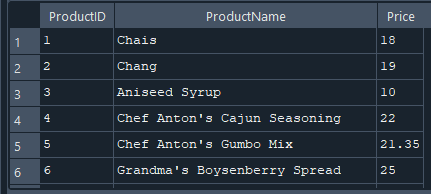 ProductID ProductName Price
1 1 Chais 18
2 2 Chang 19
3 3 Aniseed Syrup 10
4 4 Chef Anton's Cajun Seasoning 22
5 5 Chef Anton's Gumbo Mix 21.35
6 6 Grandma's Boysenberry Spread 25